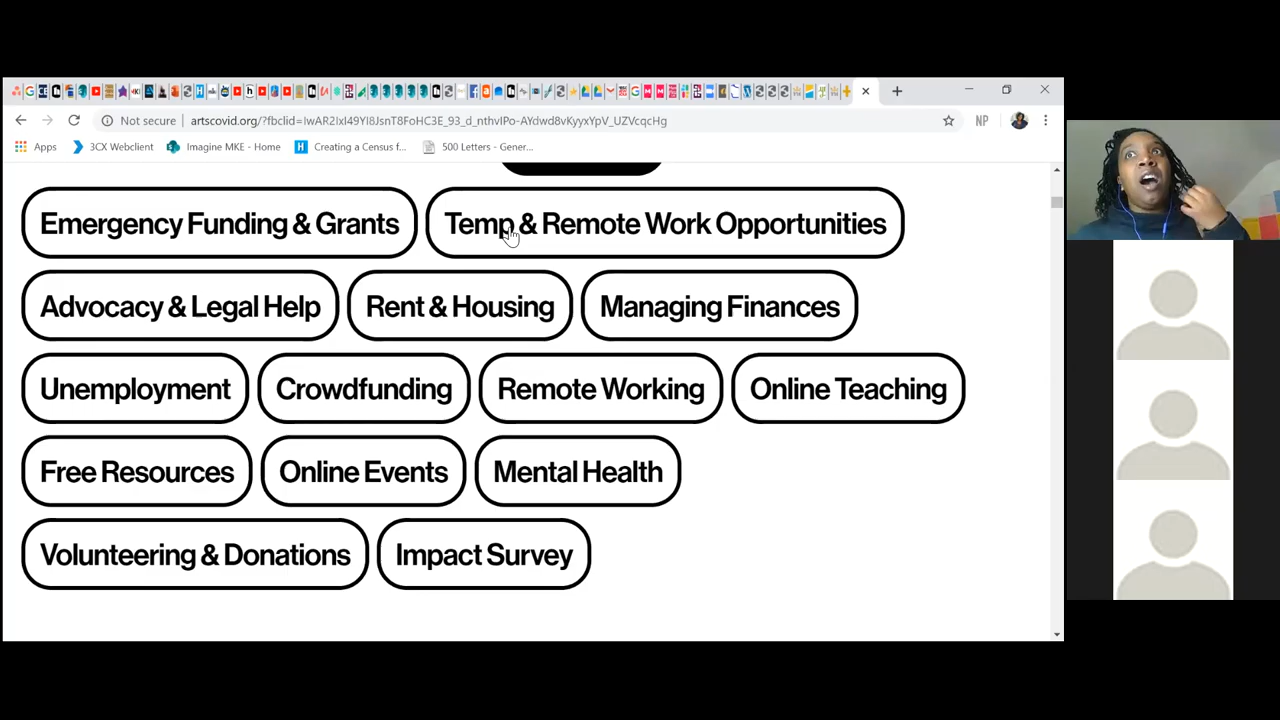 Not secure
artscovid.org/?fbclid=IwAR2IxI49YI8JsnT8FoHC3E_93_d_nthvIPo-AYdwd8vKyyxYpV_UZVcqcHg
NP
Apps
3CX Webclient
Imagine MKE - Home
Creating a Census f...
500 Letters - Gener...
Emergency Funding & Grants
Temp & Remote Work Opportunities
Advocacy & Legal Help
Rent & Housing
Managing Finances
Unemployment
Crowdfunding
Remote Working
Online Teaching
Free Resources
Online Events
Mental Health
Volunteering & Donations
Impact Survey